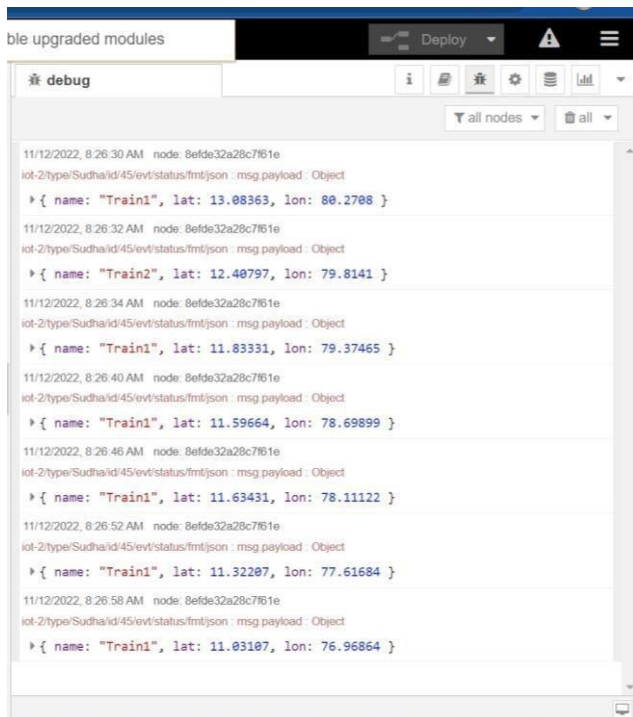 ble upgraded modules
Deploy
debug
i
all nodes
all
11/12/2022, 8:26:30 AM node: 8efde32a28c7f61e
iot-2/type/Sudha/id/45/evt/status/fmt/json : msg.payload : Object
{ name: "Train1", lat: 13.08363, lon: 80.2708 }
11/12/2022, 8:26:32 AM node: 8efde32a28c7f61e
iot-2/type/Sudha/id/45/evt/status/fmt/json : msg.payload : Object
{ name: "Train2", lat: 12.40797, lon: 79.8141 }
11/12/2022, 8:26:34 AM node: 8efde32a28c7f61e
iot-2/type/Sudha/id/45/evt/status/fmt/json : msg.payload : Object
{ name: "Train1", lat: 11.83331, lon: 79.37465 }
11/12/2022, 8:26:40 AM node: 8efde32a28c7f61e
iot-2/type/Sudha/id/45/evt/status/fmt/json : msg.payload : Object
{ name: "Train1", lat: 11.59664, lon: 78.69899 }
11/12/2022, 8:26:46 AM node: 8efde32a28c7f61e
iot-2/type/Sudha/id/45/evt/status/fmt/json : msg.payload : Object
{ name: "Train1", lat: 11.63431, lon: 78.11122 }
11/12/2022, 8:26:52 AM node: 8efde32a28c7f61e
iot-2/type/Sudha/id/45/evt/status/fmt/json : msg.payload : Object
{ name: "Train1", lat: 11.32207, lon: 77.61684 }
11/12/2022, 8:26:58 AM node: 8efde32a28c7f61e
iot-2/type/Sudha/id/45/evt/status/fmt/json : msg.payload : Object
{ name: "Train1", lat: 11.03107, lon: 76.96864 }